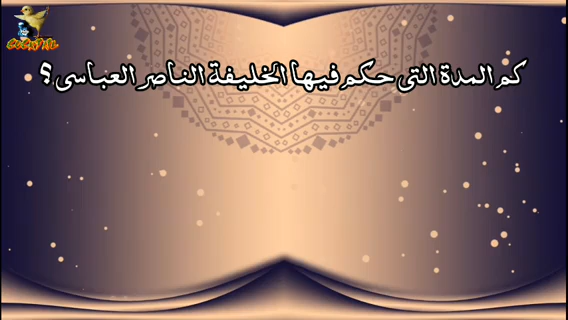 كم المدة التى حكم فيها الخليفة الناصر العباسى ؟